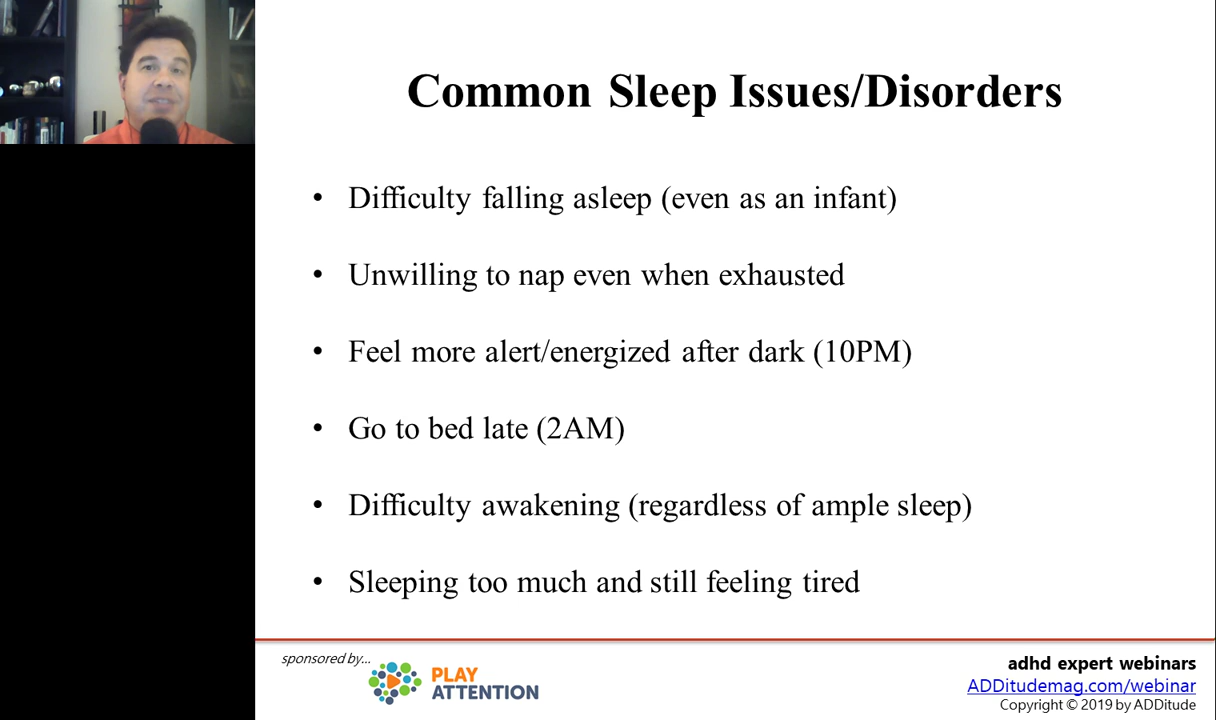 Common Sleep Issues/Disorders
• Difficulty falling asleep (even as an infant)
• Unwilling to nap even when exhausted
• Feel more alert/energized after dark (10PM)
• Go to bed late (2AM)
• Difficulty awakening (regardless of ample sleep)
• Sleeping too much and still feeling tired
sponsored by...
PLAY
ATTENTION
adhd expert webinars
ADDitudemag.com/webinar
Copyright © 2019 by ADDitude